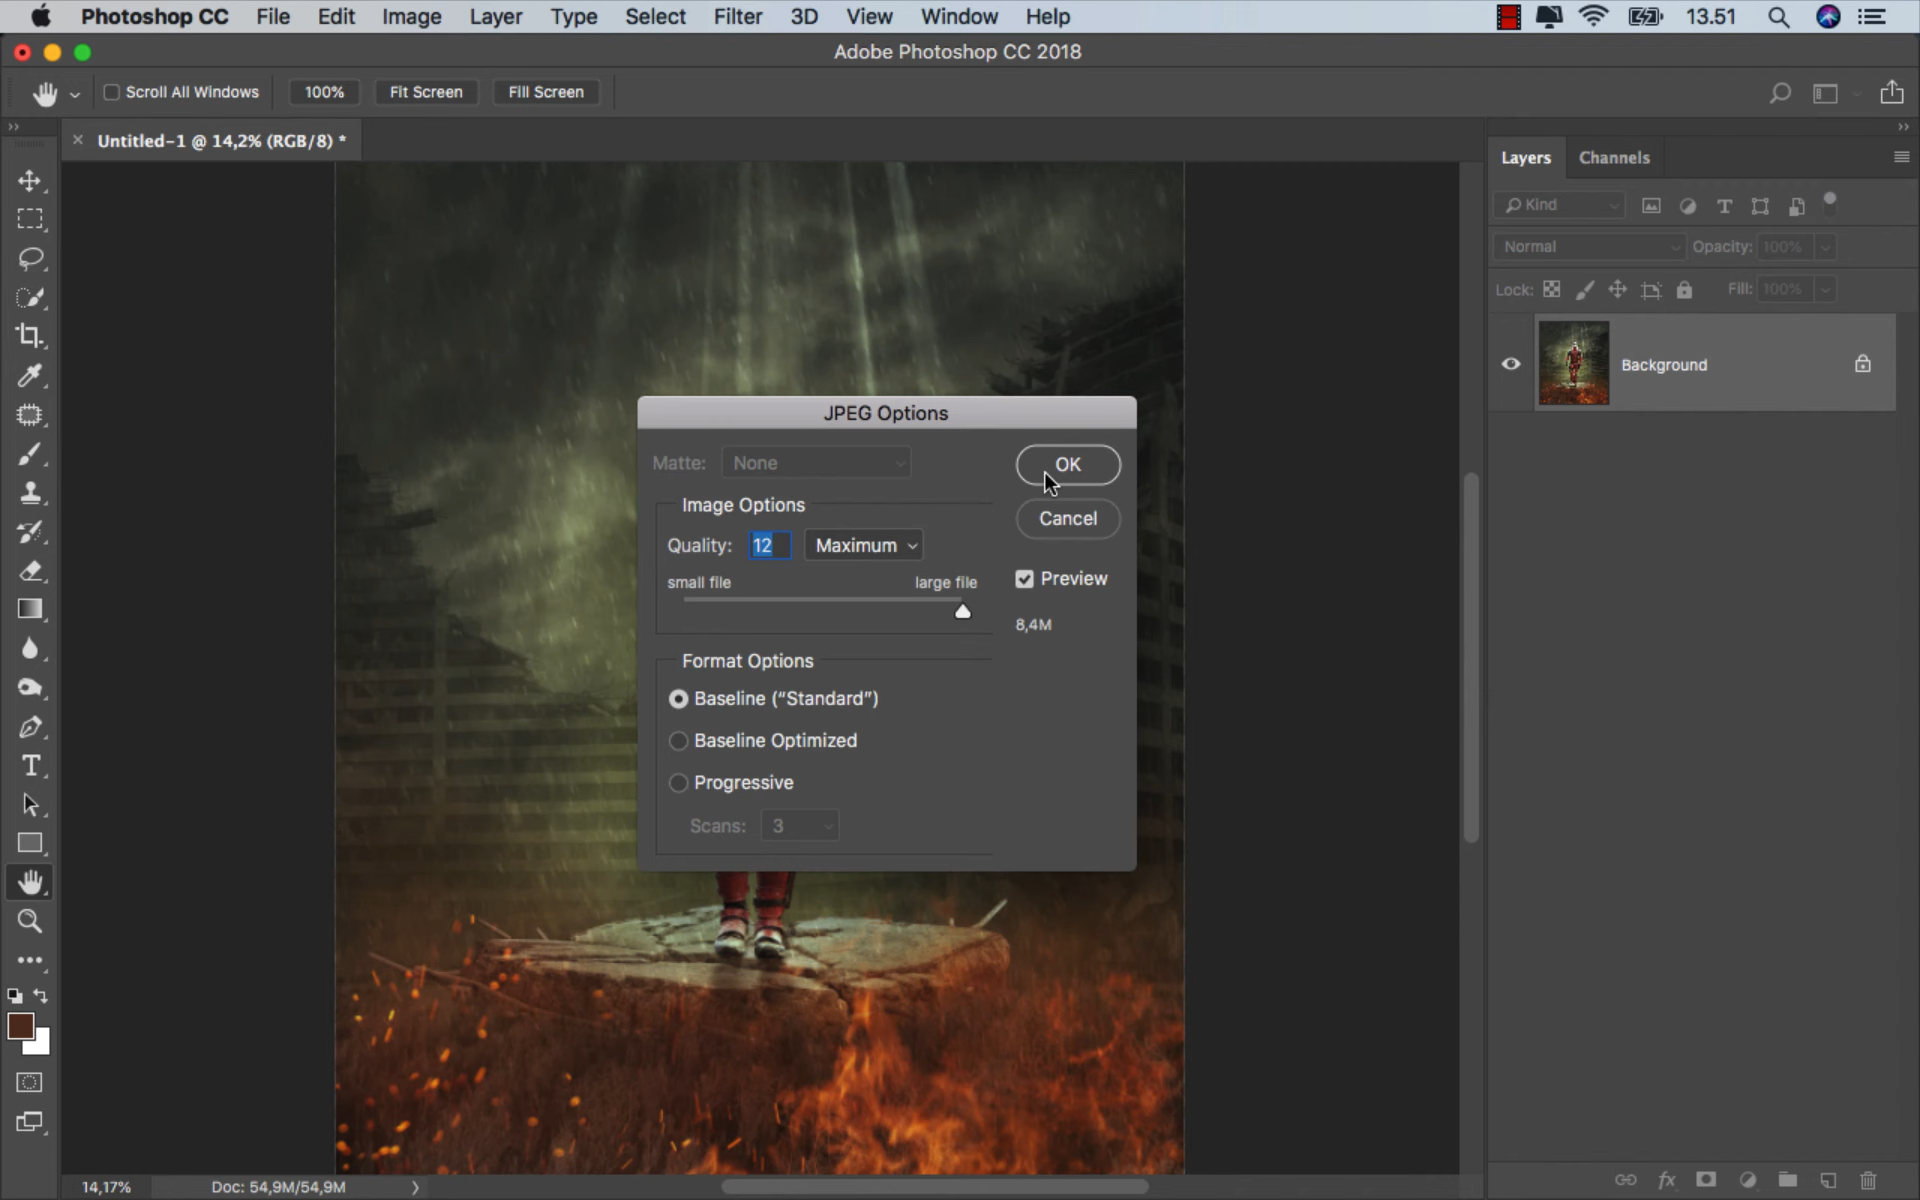 Photoshop CC File Edit Image Layer Type Select Filter 3D View Window Help 13.51
Adobe Photoshop CC 2018
Scroll All Windows 100% Fit Screen Fill Screen
Untitled-1 @ 14,2% (RGB/8) *
Layers Channels
Kind
Normal Opacity: 100%
Lock: Fill: 100%
Background
JPEG Options
Matte: None OK
Image Options
Cancel
Quality: 12 Maximum
small file large file
Preview
8,4M
Format Options
Baseline (“Standard”)
Baseline Optimized
Progressive
Scans: 3
14,17% Doc: 54,9M/54,9M